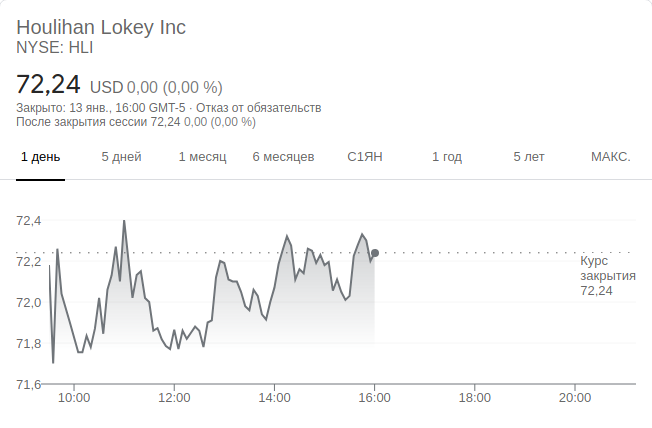 Houlihan Lokey Inc
NYSE: HLI
72,24 USD 0,00 (0,00 %)
Закрыто: 13 янв., 16:00 GMT-5 · Отказ от обязательств
После закрытия сессии 72,24 0,00 (0,00 %)
1 день 5 дней 1 месяц 6 месяцев С1ЯН 1 год 5 лет МАКС.
72,4
72,2
72,0
71,8
71,6
Курс
закрытия
72,24
10:00 12:00 14:00 16:00 18:00 20:00